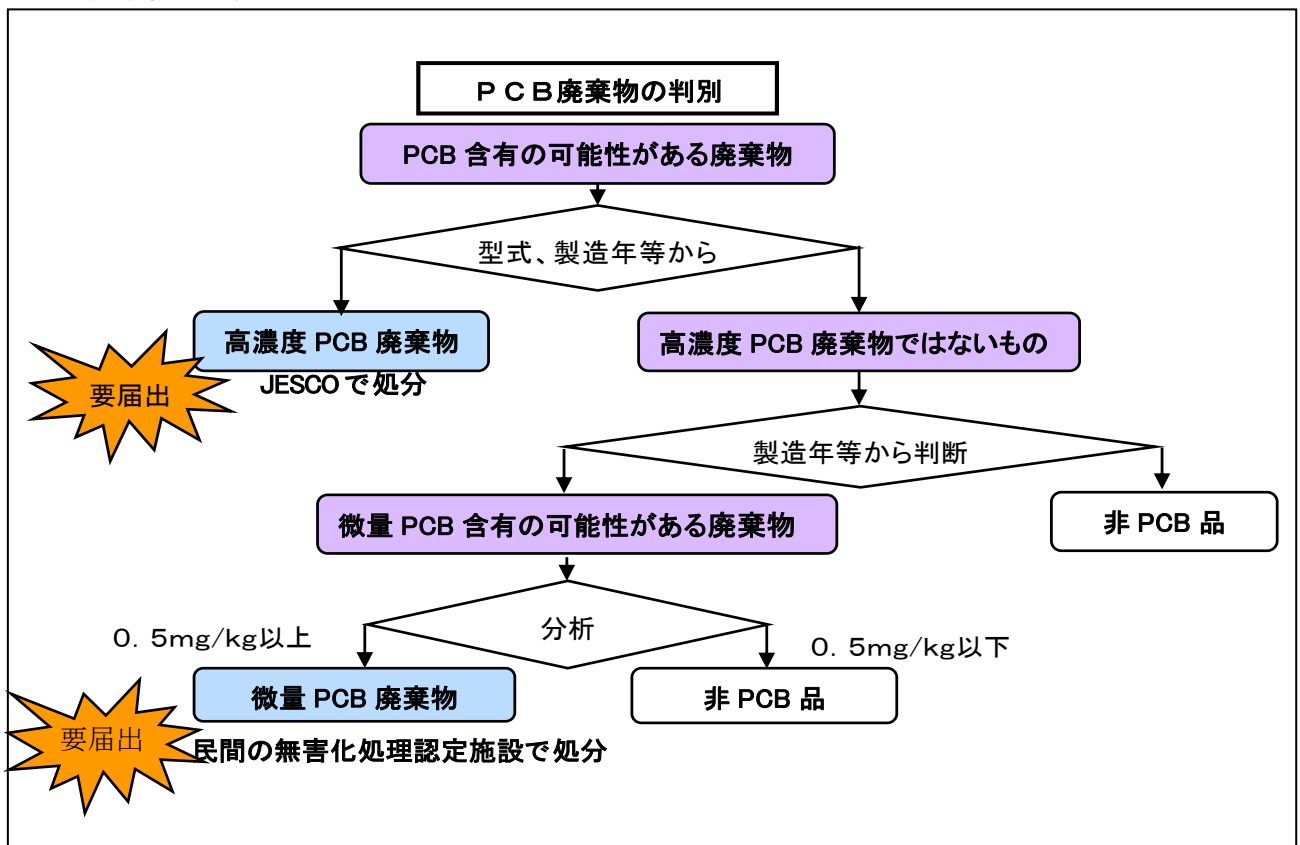 ＰＣＢ廃棄物の判別
PCB 含有の可能性がある廃棄物
型式、製造年等から
高濃度 PCB 廃棄物
高濃度 PCB 廃棄物ではないもの
JESCO で処分
要届出
製造年等から判断
微量 PCB 含有の可能性がある廃棄物
非 PCB 品
分析
０．５ｍｇ/ｋｇ以上
０．５ｍｇ/ｋｇ以下
微量 PCB 廃棄物
非 PCB 品
要届出
民間の無害化処理認定施設で処分